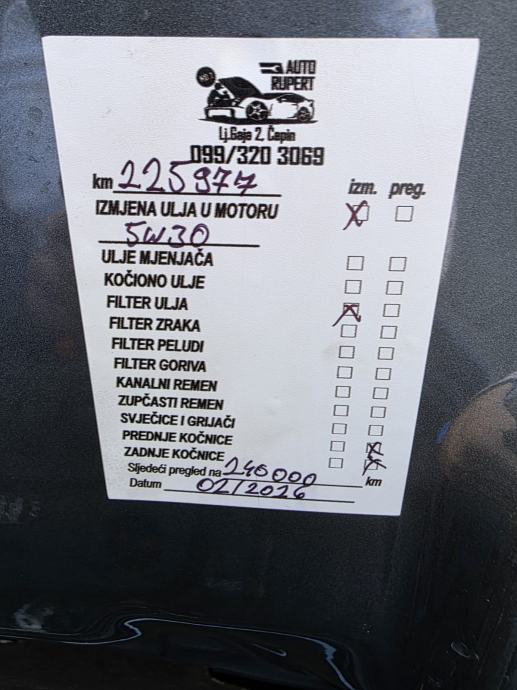 AUTO
RUPERT
Lj.Gaja 2, Čepin
099/320 3069
km 225977 izm. preg.
IZMJENA ULJA U MOTORU
5W30
ULJE MJENJAČA
KOČIONO ULJE
FILTER ULJA
FILTER ZRAKA
FILTER PELUDI
FILTER GORIVA
KANALNI REMEN
ZUPČASTI REMEN
SVJEČICE I GRIJAČI
PREDNJE KOČNICE
ZADNJE KOČNICE
Sljedeći pregled na 240000 km
Datum 02/2026